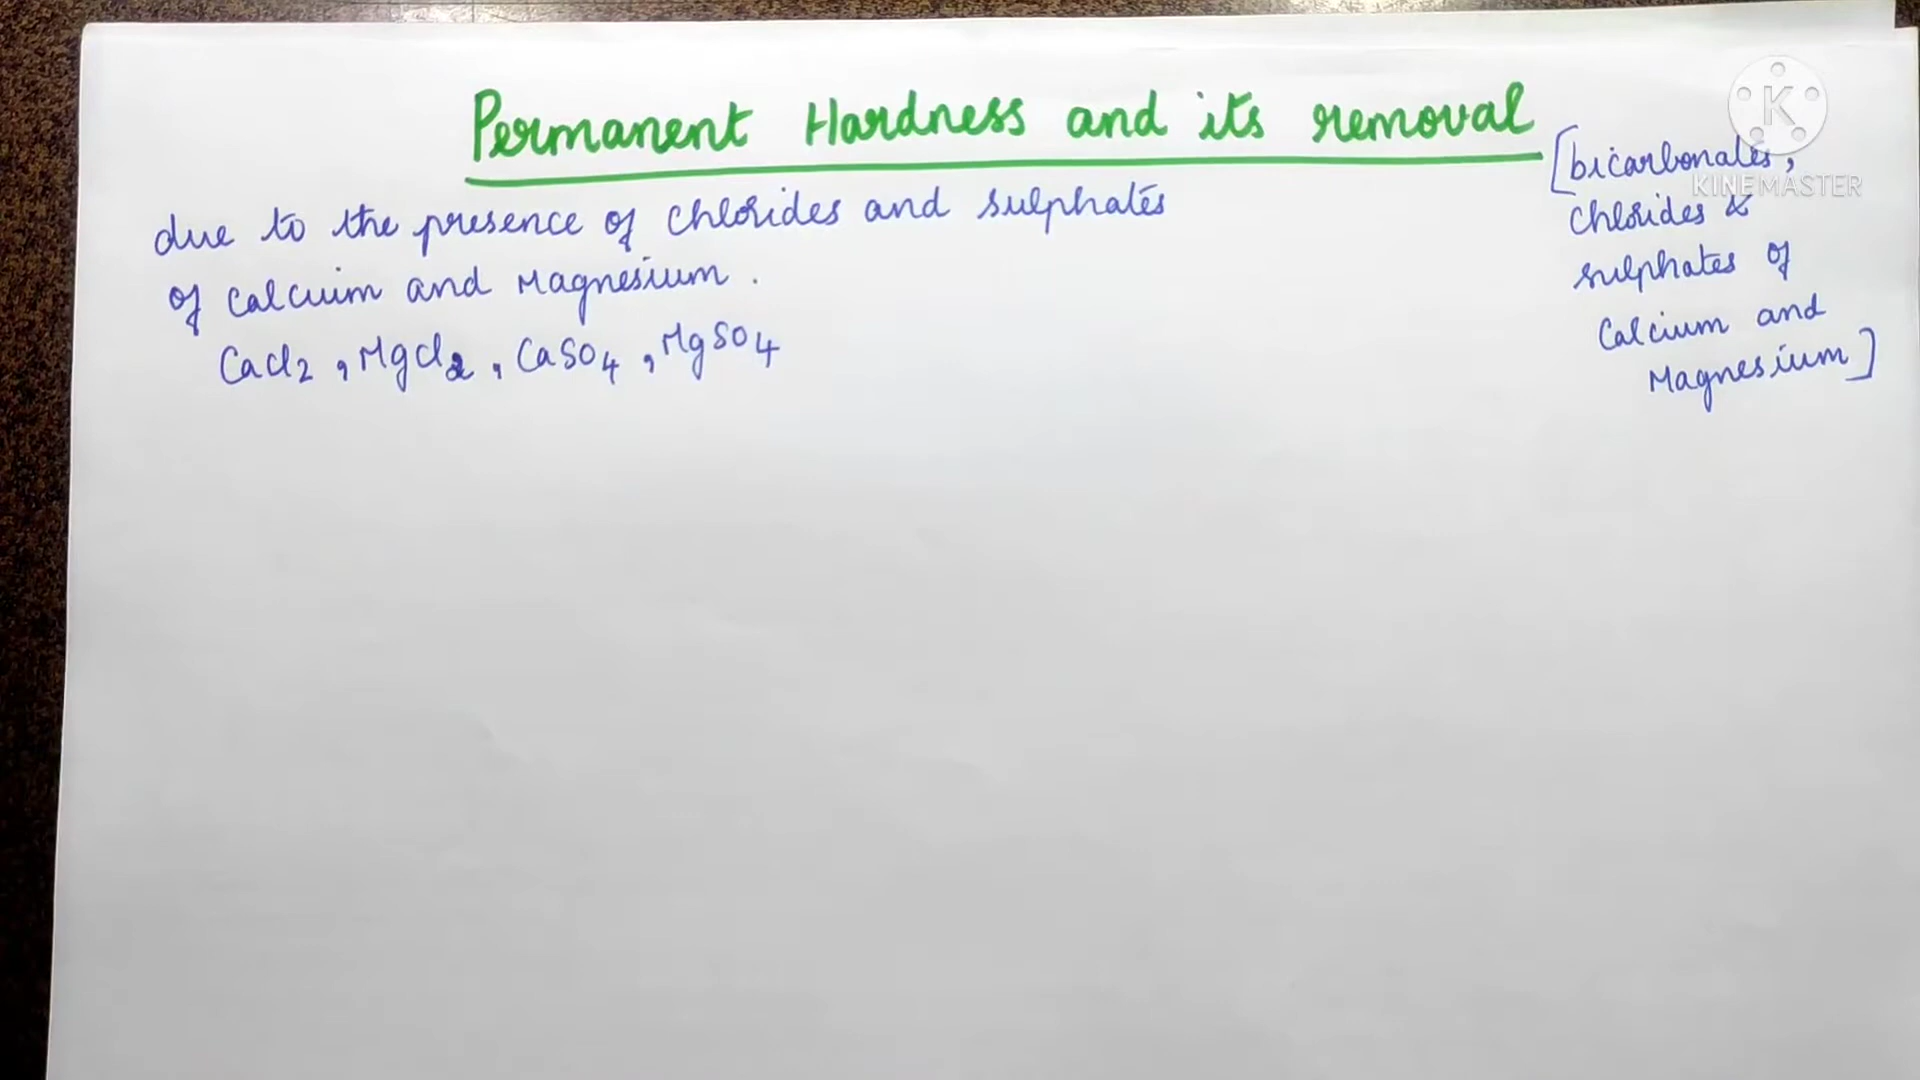 Permanent Hardness and its removal
due to the presence of chlorides and sulphates
of calcium and Magnesium.
CaCl2, MgCl2, CaSO4, MgSO4
[bicarbonates,
chlorides &
sulphates of
Calcium and
Magnesium]
K
KINEMASTER